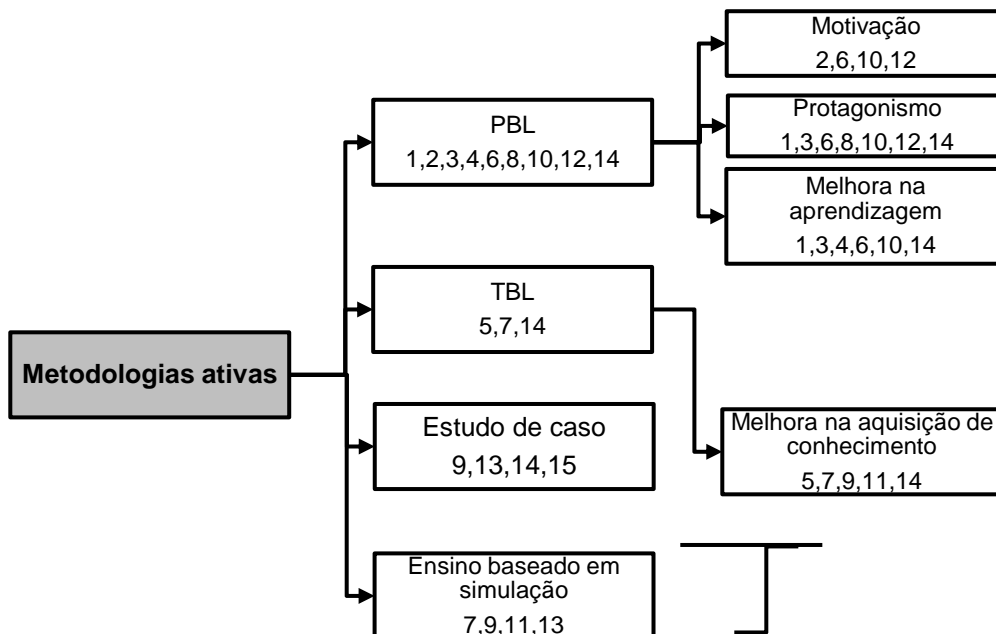 Metodologias ativas
PBL
1,2,3,4,6,8,10,12,14
TBL
5,7,14
Estudo de caso
9,13,14,15
Ensino baseado em
simulação
7,9,11,13
Motivação
2,6,10,12
Protagonismo
1,3,6,8,10,12,14
Melhora na
aprendizagem
1,3,4,6,10,14
Melhora na aquisição de
conhecimento
5,7,9,11,14